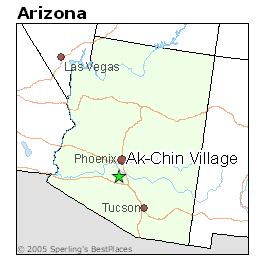 Arizona
Las Vegas
Phoenix
Ak-Chin Village
Tucson
© 2005 Sperling's BestPlaces